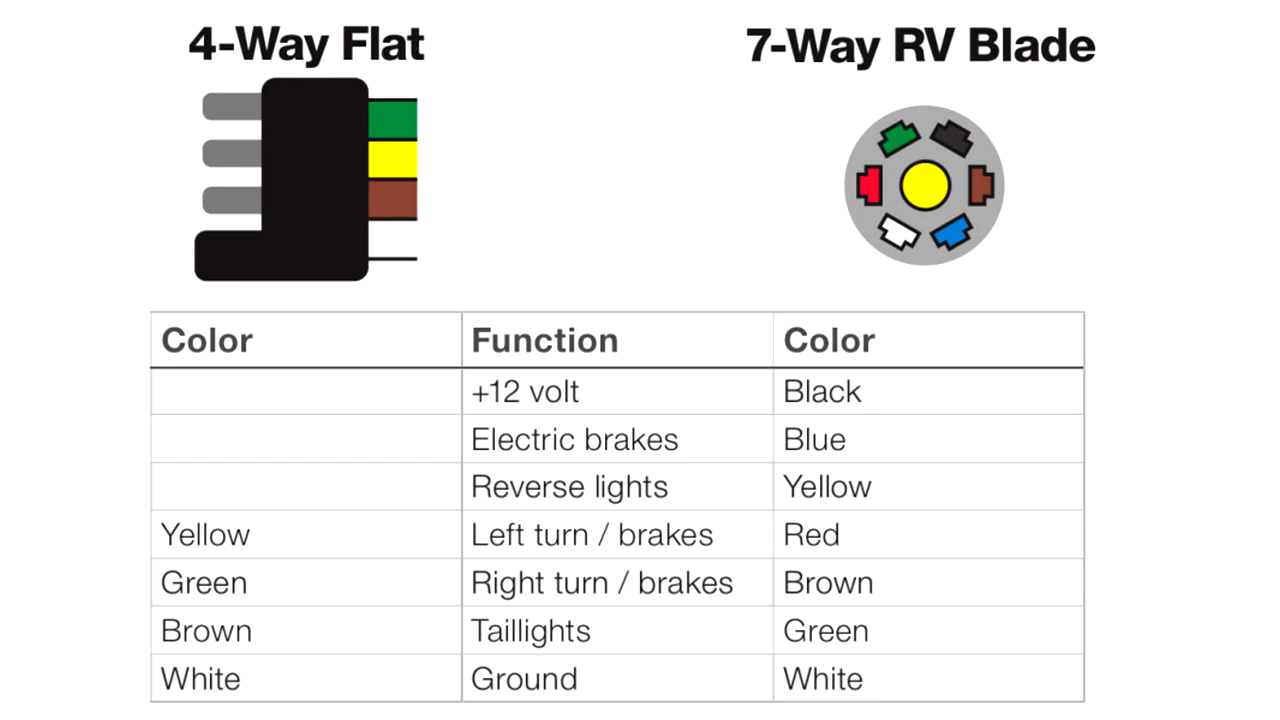 4-Way Flat 7-Way RV Blade
Color Function Color
+12 volt Black
Electric brakes Blue
Reverse lights Yellow
Yellow Left turn / brakes Red
Green Right turn / brakes Brown
Brown Taillights Green
White Ground White